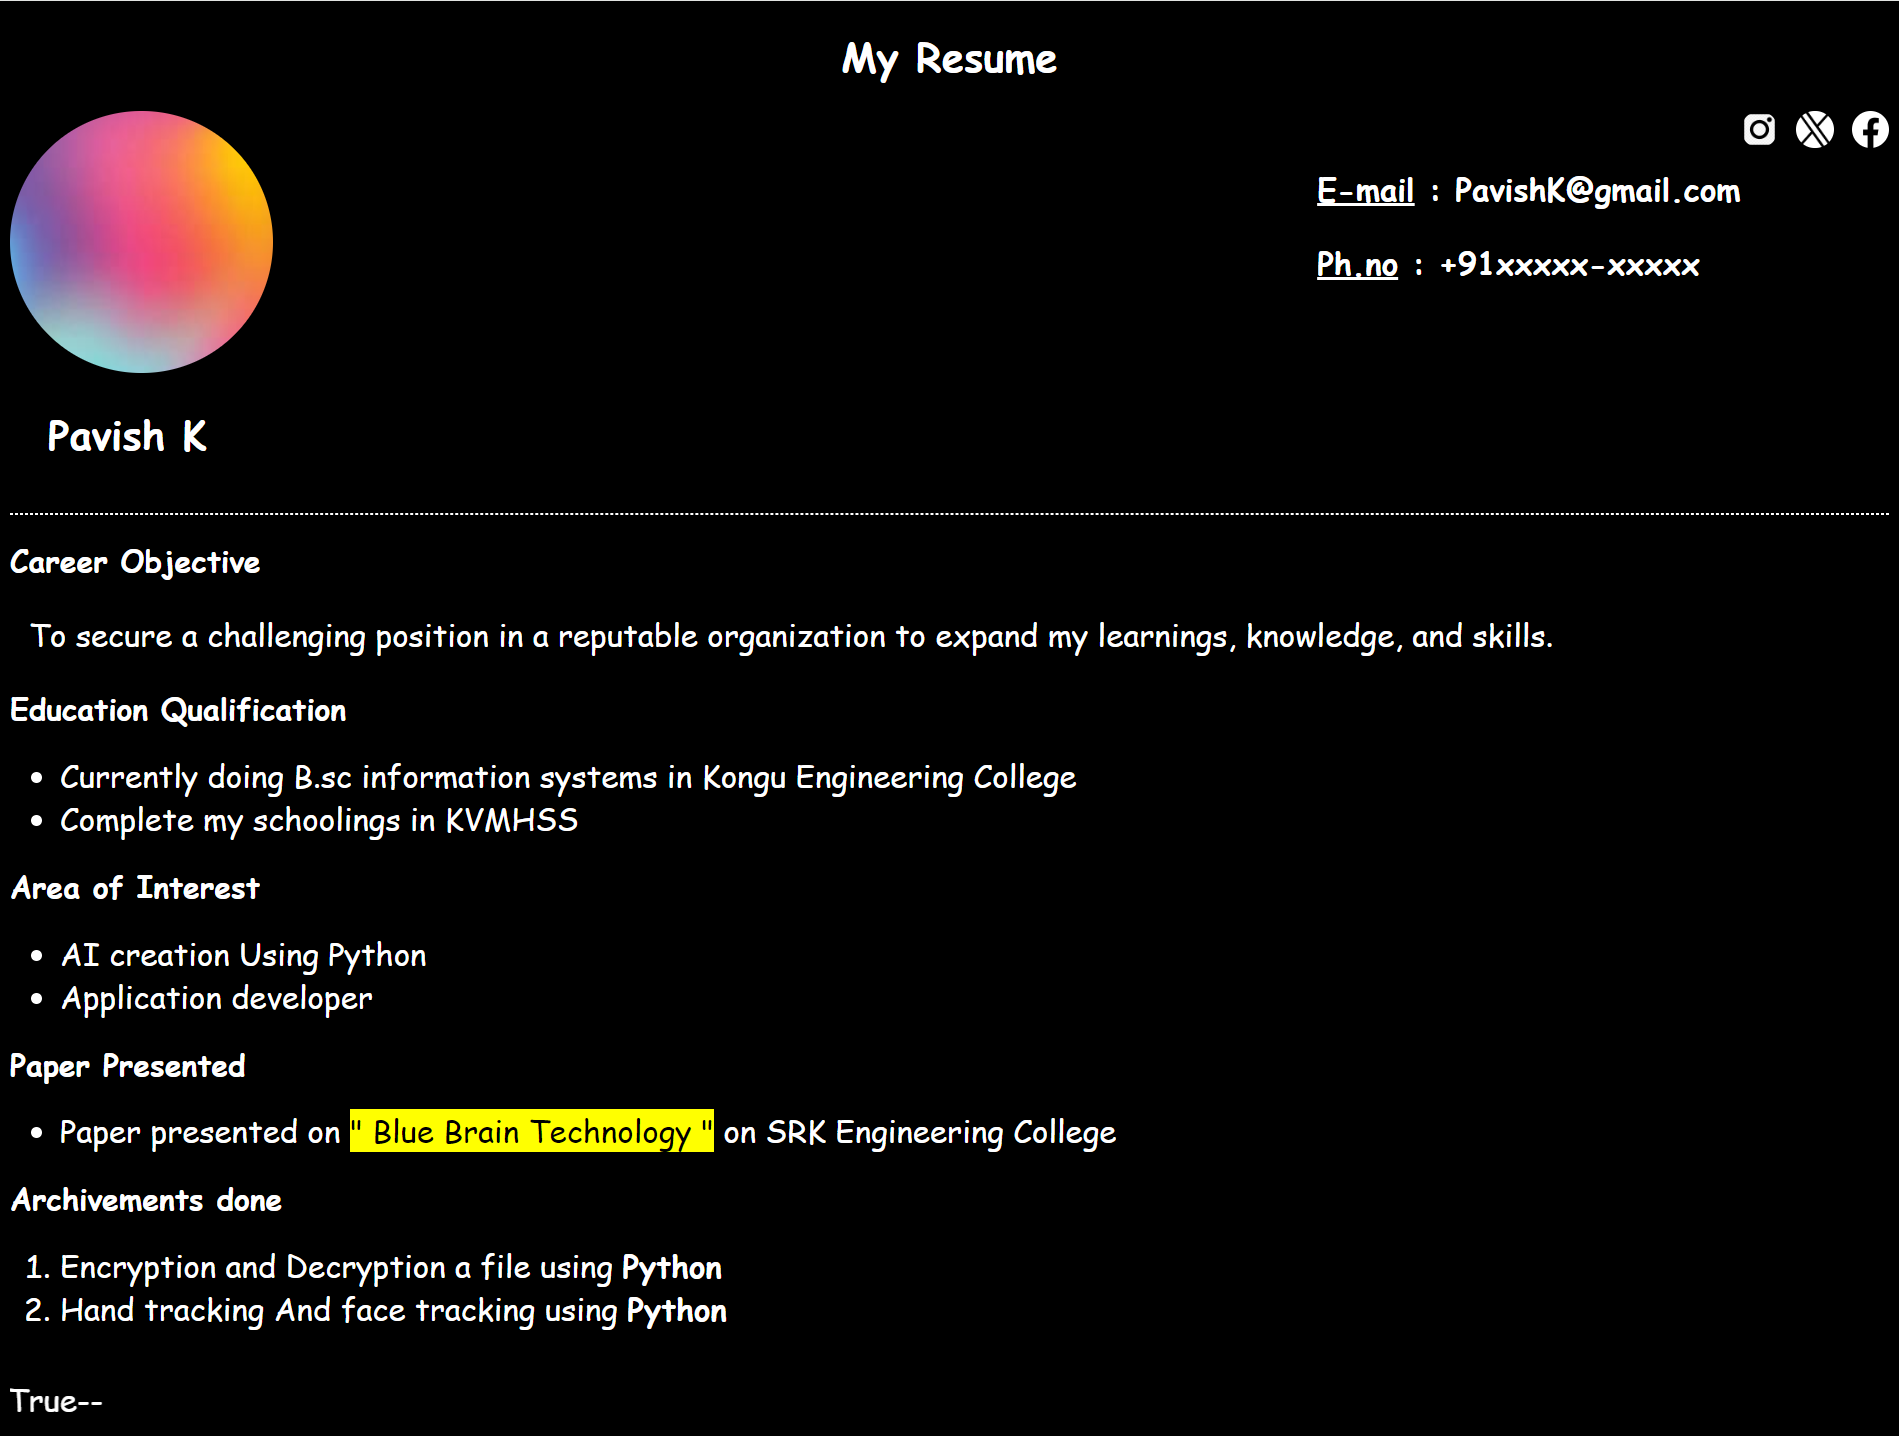 My Resume
E-mail : PavishK@gmail.com
Ph.no : +91xxxxx-xxxxx
Pavish K
Career Objective
To secure a challenging position in a reputable organization to expand my learnings, knowledge, and skills.
Education Qualification
• Currently doing B.sc information systems in Kongu Engineering College
• Complete my schoolings in KVMHSS
Area of Interest
• AI creation Using Python
• Application developer
Paper Presented
• Paper presented on " Blue Brain Technology " on SRK Engineering College
Archivements done
1. Encryption and Decryption a file using Python
2. Hand tracking And face tracking using Python
True--